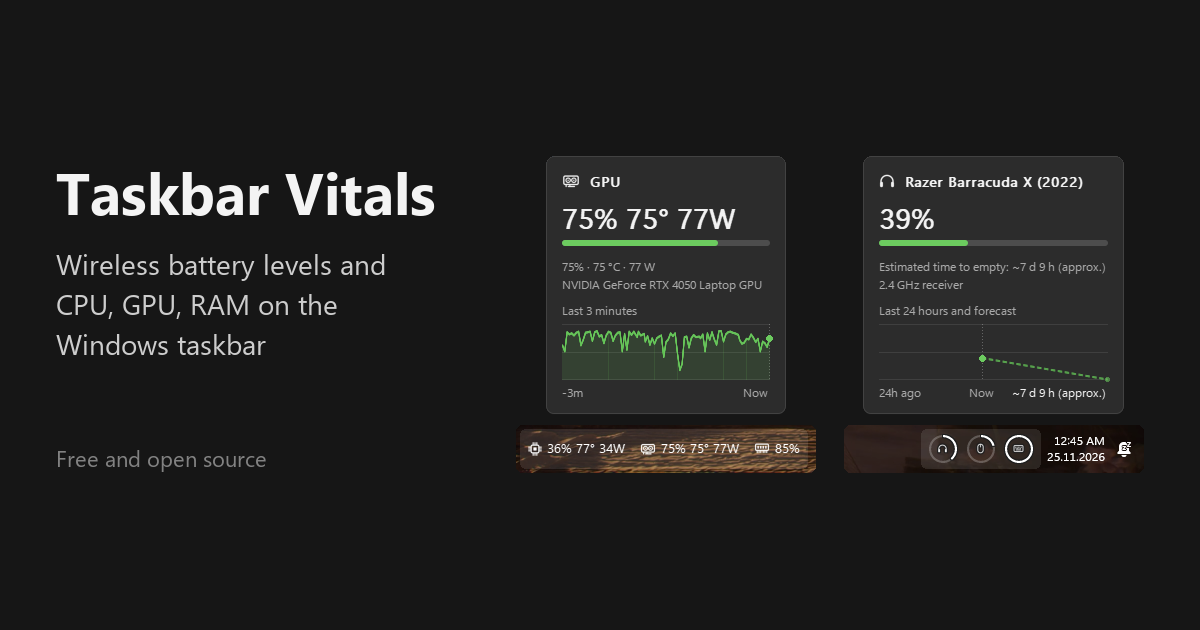 Taskbar Vitals
Wireless battery levels and
CPU, GPU, RAM on the
Windows taskbar
Free and open source
GPU
75% 75° 77W
75% · 75 °C · 77 W
NVIDIA GeForce RTX 4050 Laptop GPU
Last 3 minutes
-3m Now
36% 77° 34W 75% 75° 77W 85%
Razer Barracuda X (2022)
39%
Estimated time to empty: ~7 d 9 h (approx.)
2.4 GHz receiver
Last 24 hours and forecast
24h ago Now ~7 d 9 h (approx.)
12:45 AM
25.11.2026